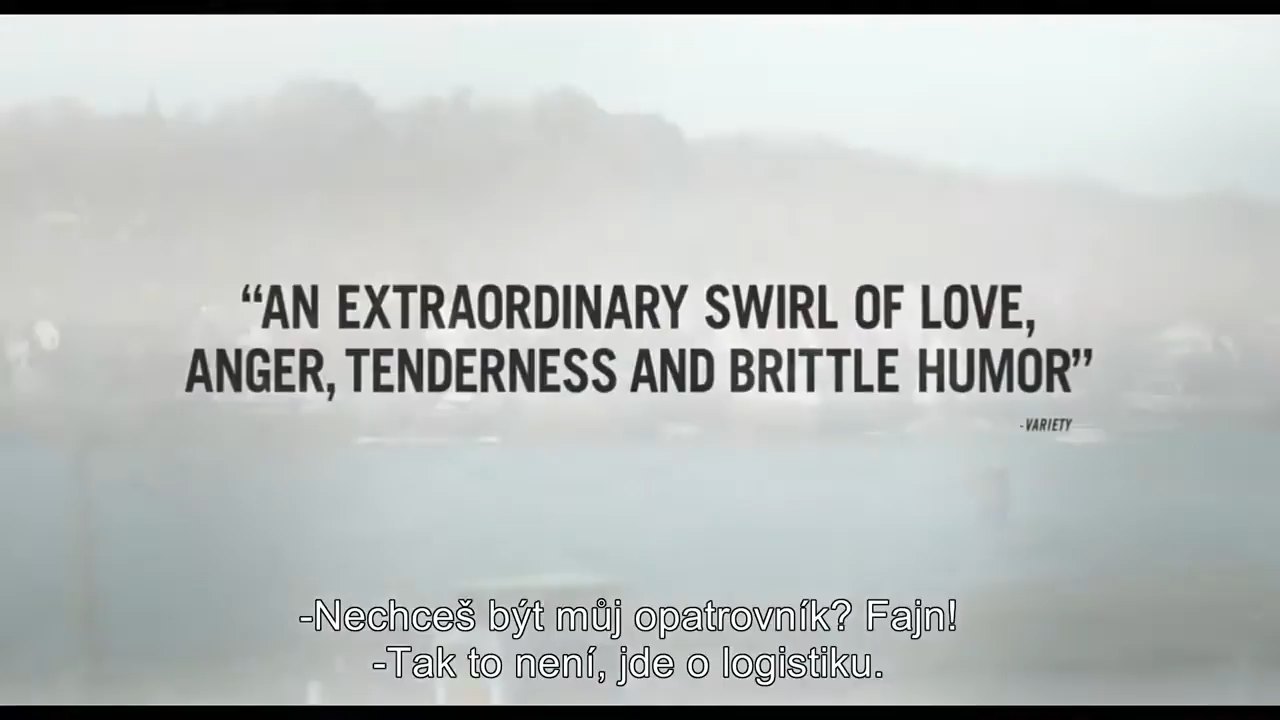 “AN EXTRAORDINARY SWIRL OF LOVE,
ANGER, TENDERNESS AND BRITTLE HUMOR”
-VARIETY
-Nechceš být můj opatrovník? Fajn!
-Tak to není, jde o logistiku.